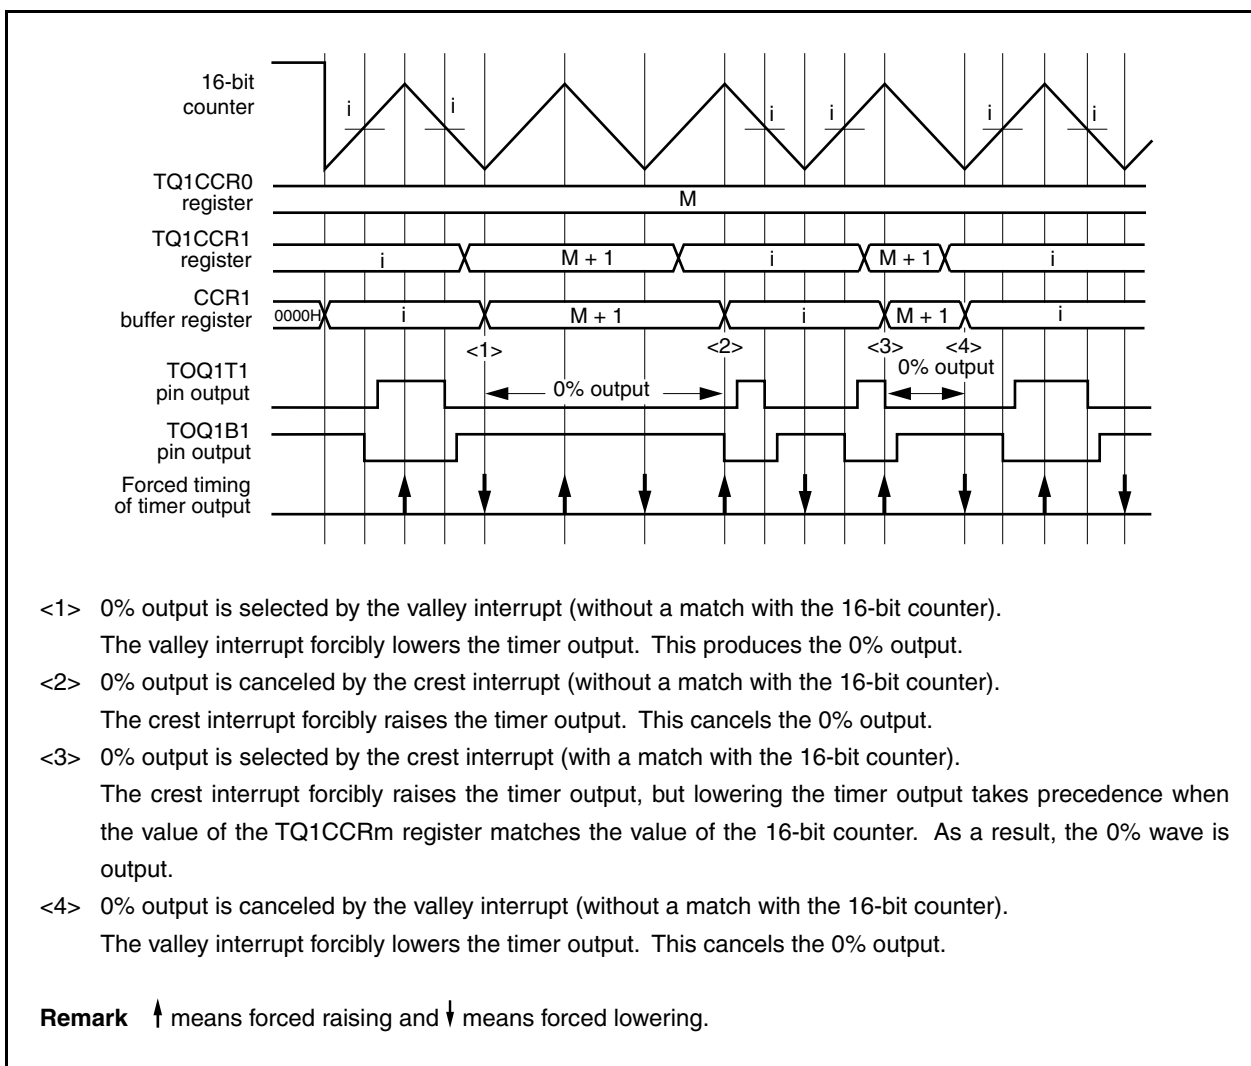 16-bit
counter
i
i
i
i
i
i
TQ1CCR0
register
M
TQ1CCR1
register
i
M + 1
i
M + 1
i
CCR1
buffer register
0000H
i
M + 1
i
M + 1
i
<1>
<2>
<3>
<4>
TOQ1T1
pin output
0% output
0% output
TOQ1B1
pin output
Forced timing
of timer output
<1> 0% output is selected by the valley interrupt (without a match with the 16-bit counter).
The valley interrupt forcibly lowers the timer output. This produces the 0% output.
<2> 0% output is canceled by the crest interrupt (without a match with the 16-bit counter).
The crest interrupt forcibly raises the timer output. This cancels the 0% output.
<3> 0% output is selected by the crest interrupt (with a match with the 16-bit counter).
The crest interrupt forcibly raises the timer output, but lowering the timer output takes precedence when
the value of the TQ1CCRm register matches the value of the 16-bit counter. As a result, the 0% wave is
output.
<4> 0% output is canceled by the valley interrupt (without a match with the 16-bit counter).
The valley interrupt forcibly lowers the timer output. This cancels the 0% output.
Remark ↑ means forced raising and ↓ means forced lowering.